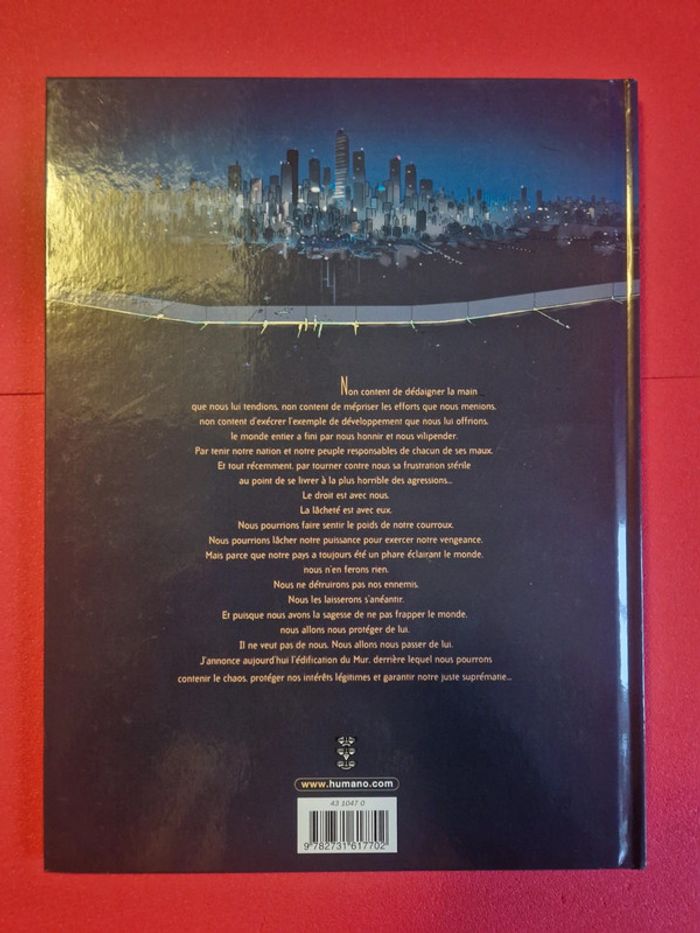 Non content de dédaigner la main
que nous lui tendions, non content de mépriser les efforts que nous menions,
non content d'exécrer l'exemple de développement que nous lui offrions,
le monde entier a fini par nous honnir et nous vilipender.
Par tenir notre nation et notre peuple responsables de chacun de ses maux.
Et tout récemment, par tourner contre nous sa frustration stérile
au point de se livrer à la plus horrible des agressions...
Le droit est avec nous.
La lâcheté est avec eux.
Nous pourrions faire sentir le poids de notre courroux.
Nous pourrions lâcher notre puissance pour exercer notre vengeance.
Mais parce que notre pays a toujours été un phare éclairant le monde,
nous n'en ferons rien.
Nous ne détruirons pas nos ennemis.
Nous les laisserons s'anéantir.
Et puisque nous avons la sagesse de ne pas frapper le monde,
nous allons nous protéger de lui.
Il ne veut pas de nous. Nous allons nous passer de lui.
J'annonce aujourd'hui l'édification du Mur, derrière lequel nous pourrons
contenir le chaos, protéger nos intérêts légitimes et garantir notre juste suprématie...
www.humano.com
43 1047 0
9 782731 617702